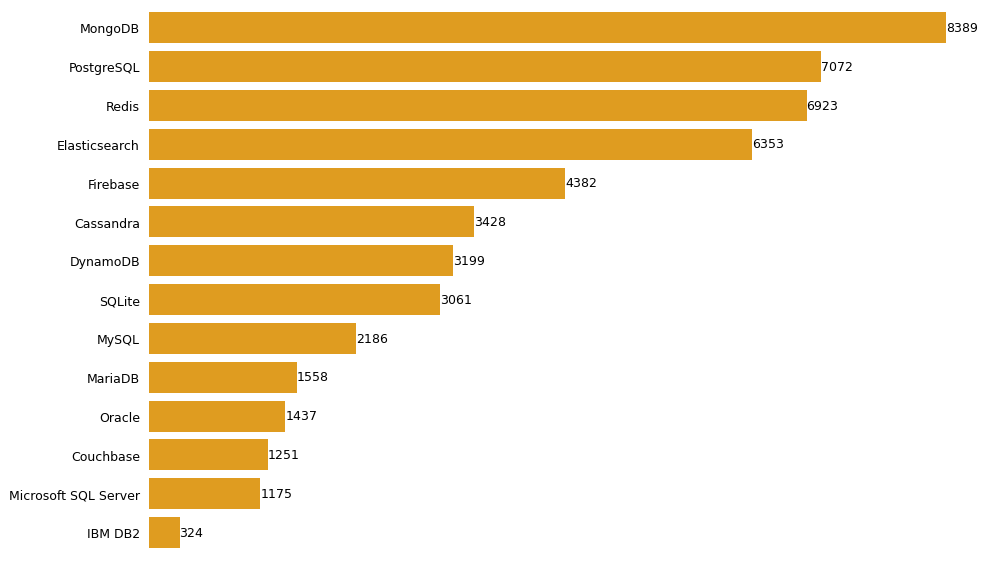 MongoDB 8389
PostgreSQL 7072
Redis 6923
Elasticsearch 6353
Firebase 4382
Cassandra 3428
DynamoDB 3199
SQLite 3061
MySQL 2186
MariaDB 1558
Oracle 1437
Couchbase 1251
Microsoft SQL Server 1175
IBM DB2 324